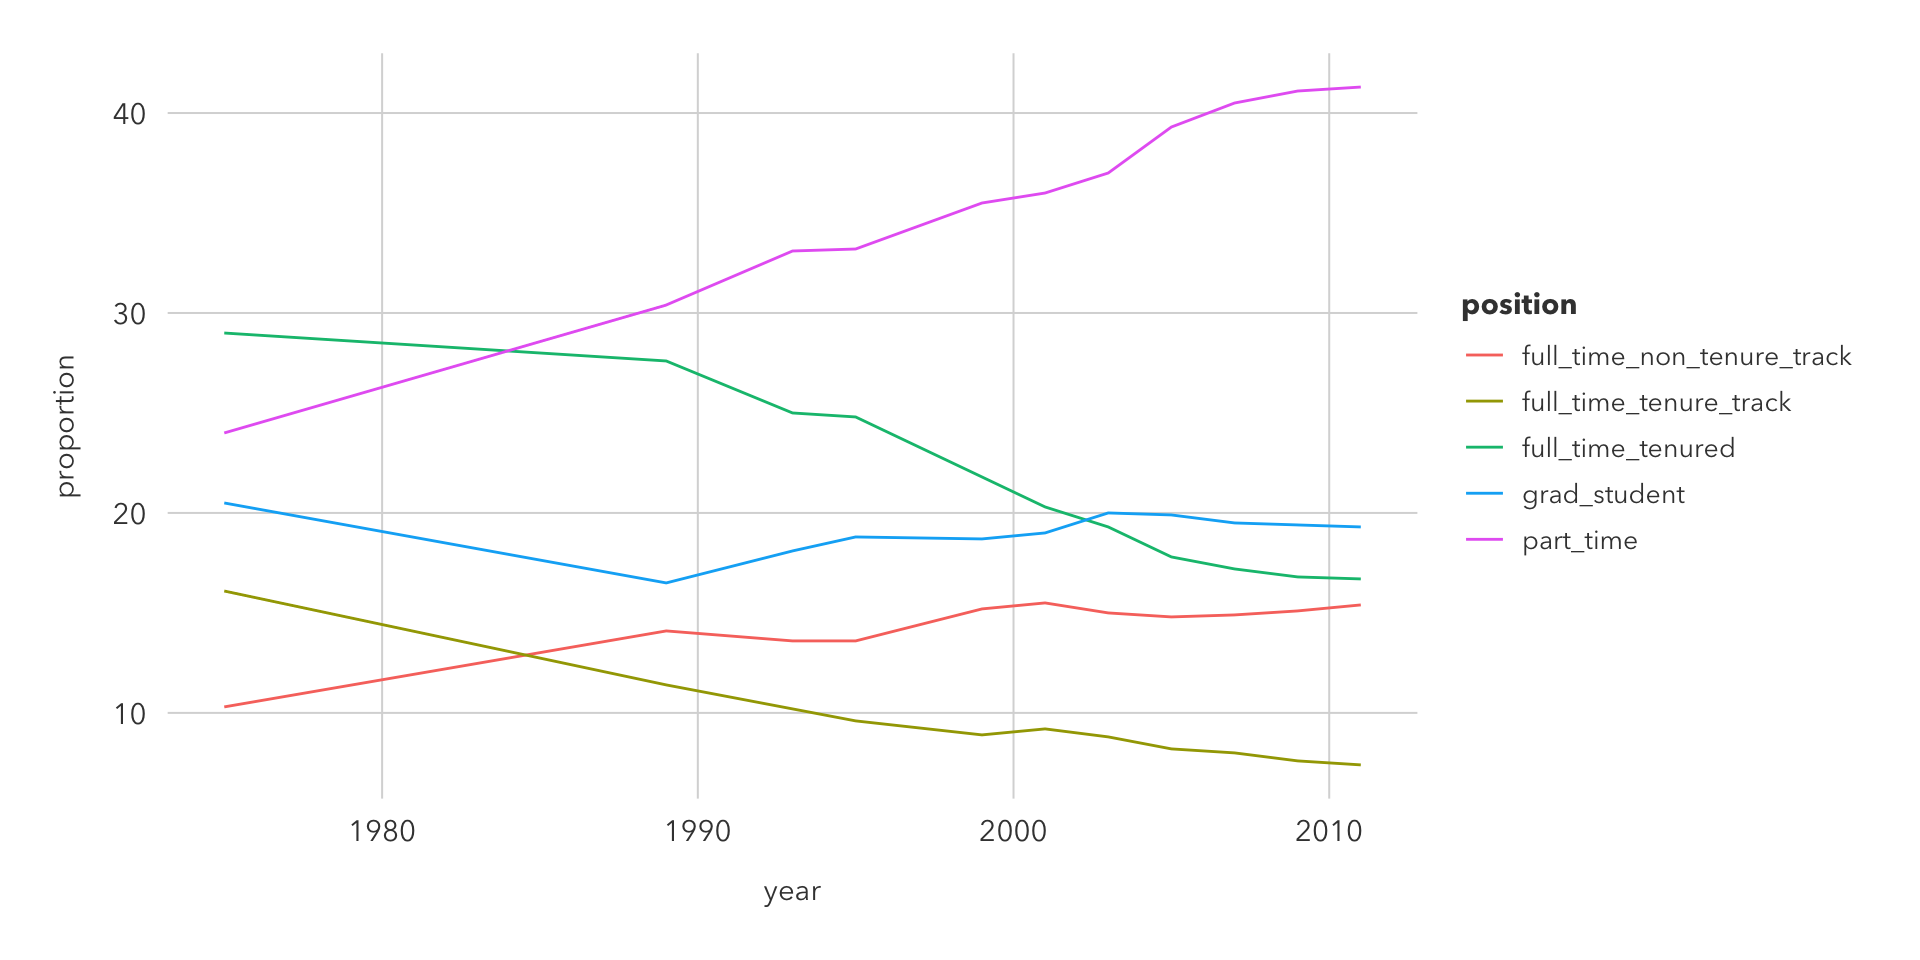 40
30
20
10
proportion
1980
1990
2000
2010
year
position
full_time_non_tenure_track
full_time_tenure_track
full_time_tenured
grad_student
part_time